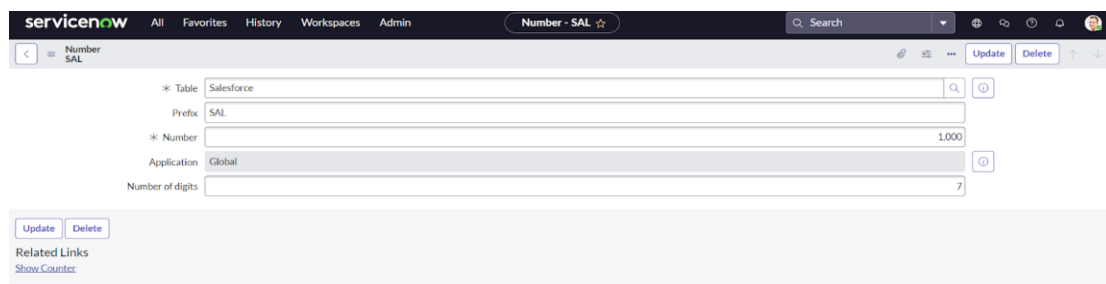 servicenow All Favorites History Workspaces Admin Number - SAL Search
Number
SAL
Update Delete
* Table Salesforce
Prefix SAL
* Number 1,000
Application Global
Number of digits 7
Update Delete
Related Links
Show Counter